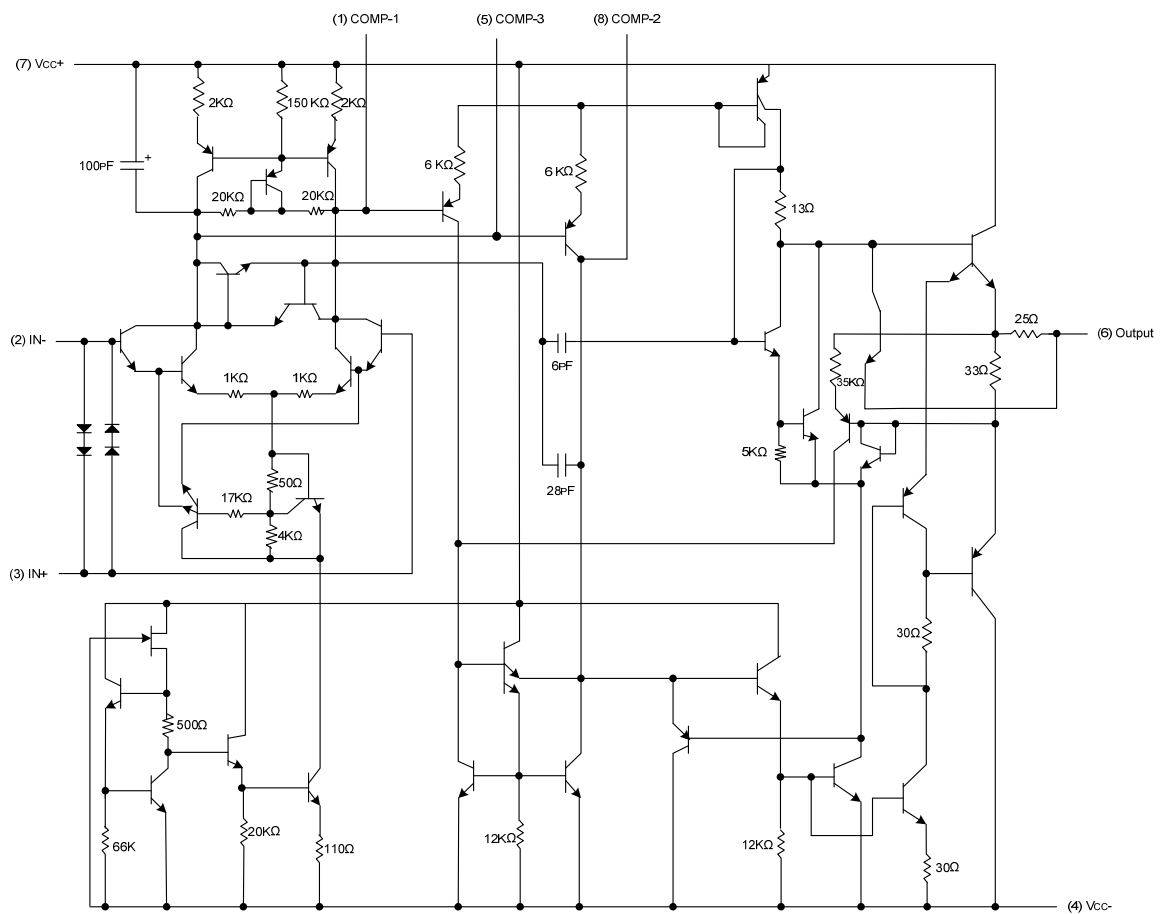 (1) COMP-1
(5) COMP-3
(8) COMP-2
(7) VCC+
2KΩ
150 KΩ
2KΩ
100PF
+
6 KΩ
6 KΩ
20KΩ
20KΩ
13Ω
25Ω
(2) IN-
(6) Output
6PF
33Ω
1KΩ
1KΩ
35KΩ
5KΩ
50Ω
28PF
17KΩ
4KΩ
(3) IN+
30Ω
500Ω
20KΩ
12KΩ
12KΩ
66K
110Ω
30Ω
(4) VCC-